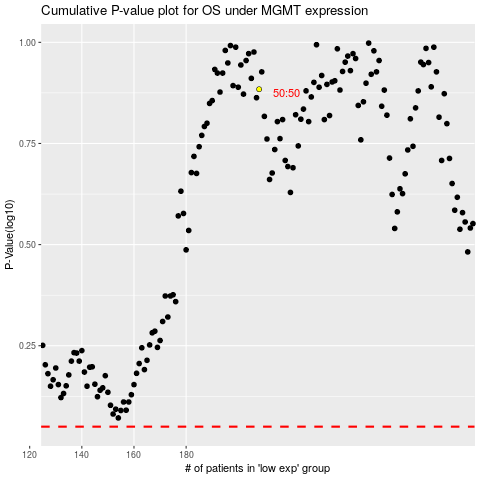 Cumulative P-value plot for OS under MGMT expression
1.00
50:50
0.75
P-Value(log10)
0.50
0.25
120 140 160 180
# of patients in 'low exp' group